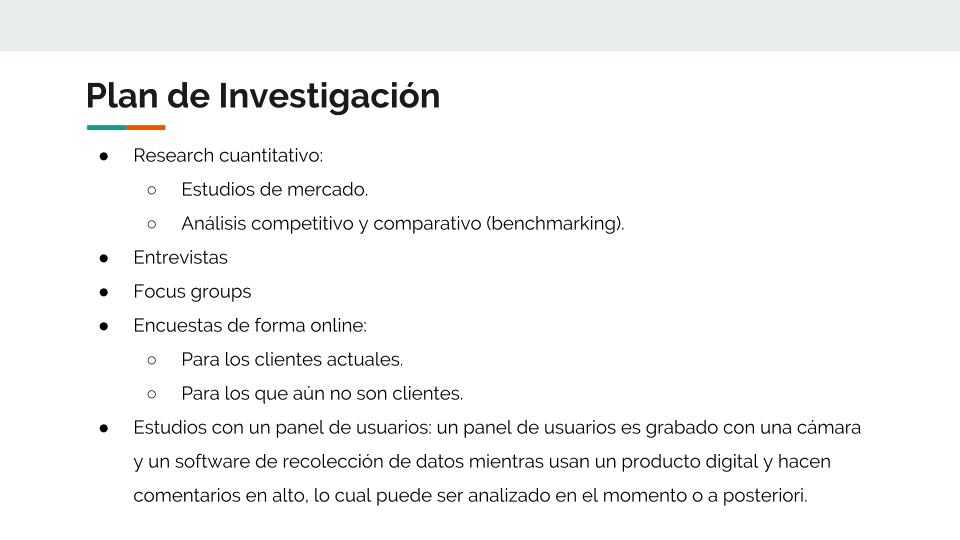 Plan de Investigación
● Research cuantitativo:
○ Estudios de mercado.
○ Análisis competitivo y comparativo (benchmarking).
● Entrevistas
● Focus groups
● Encuestas de forma online:
○ Para los clientes actuales.
○ Para los que aún no son clientes.
● Estudios con un panel de usuarios: un panel de usuarios es grabado con una cámara
y un software de recolección de datos mientras usan un producto digital y hacen
comentarios en alto, lo cual puede ser analizado en el momento o a posteriori.